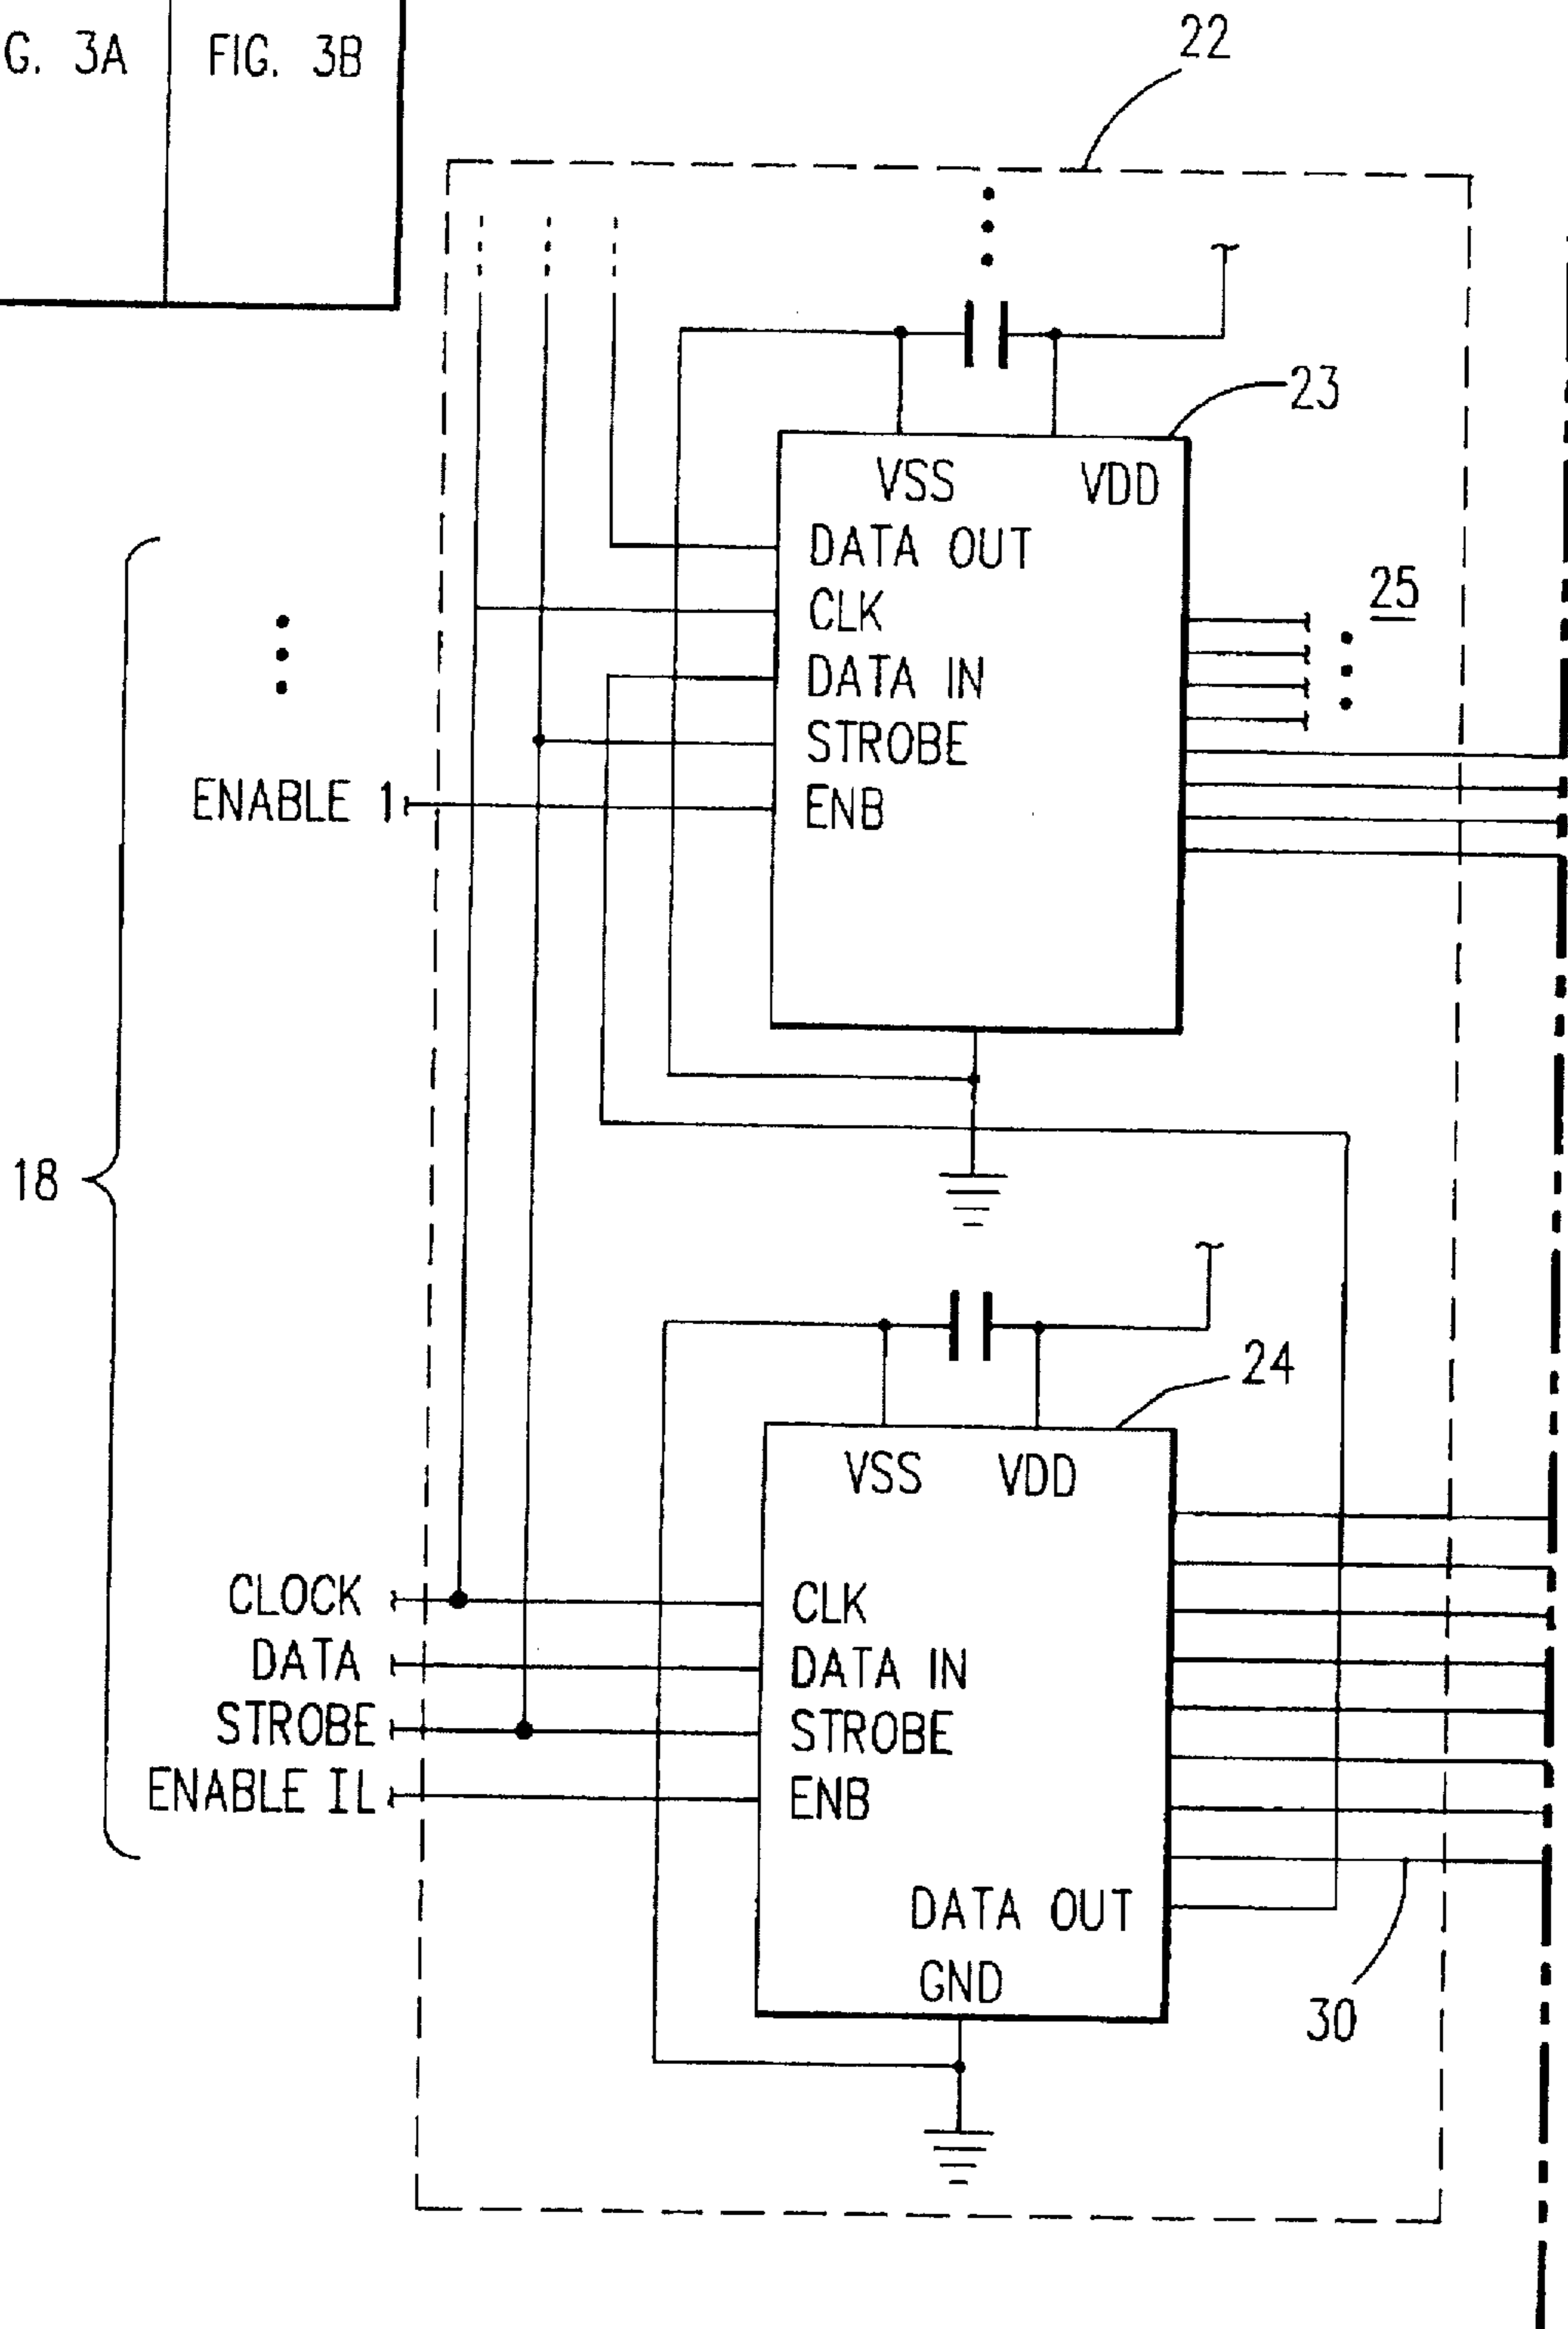 G. 3A FIG. 3B
22
23
VSS VDD
DATA OUT
25
CLK
DATA IN
STROBE
ENABLE 1 ENB
18
24
VSS VDD
CLOCK CLK
DATA DATA IN
STROBE STROBE
ENABLE IL ENB
DATA OUT
GND
30